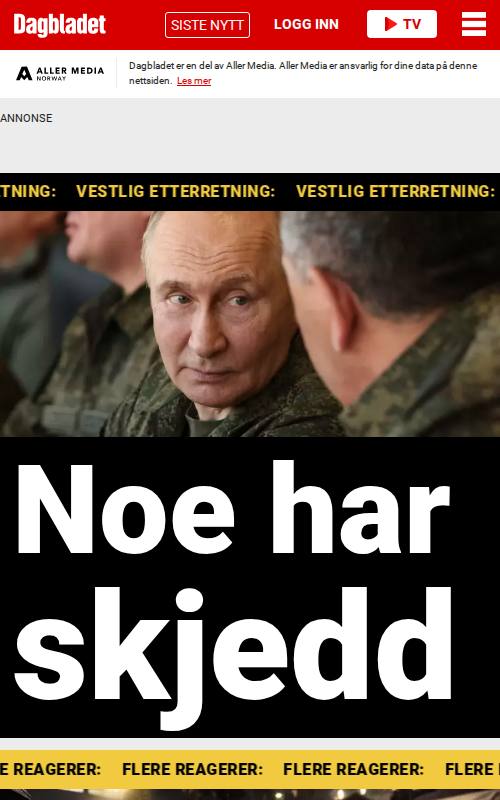 Dagbladet SISTE NYTT LOGG INN TV
ALLER MEDIA
NORWAY
Dagbladet er en del av Aller Media. Aller Media er ansvarlig for dine data på denne
nettsiden. Les mer
ANNONSE
TNING: VESTLIG ETTERRETNING: VESTLIG ETTERRETNING:
Noe har
skjedd
E REAGERER: FLERE REAGERER: FLERE REAGERER: FLERE